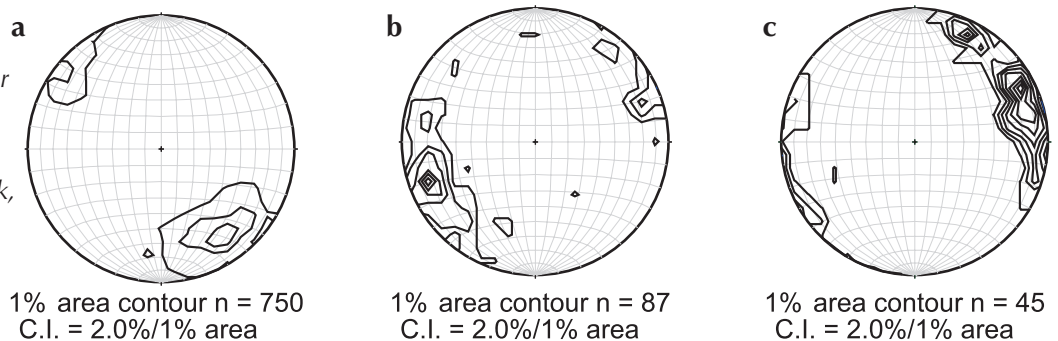 a
b
c
r
k,
1% area contour n = 750
C.I. = 2.0%/1% area
1% area contour n = 87
C.I. = 2.0%/1% area
1% area contour n = 45
C.I. = 2.0%/1% area